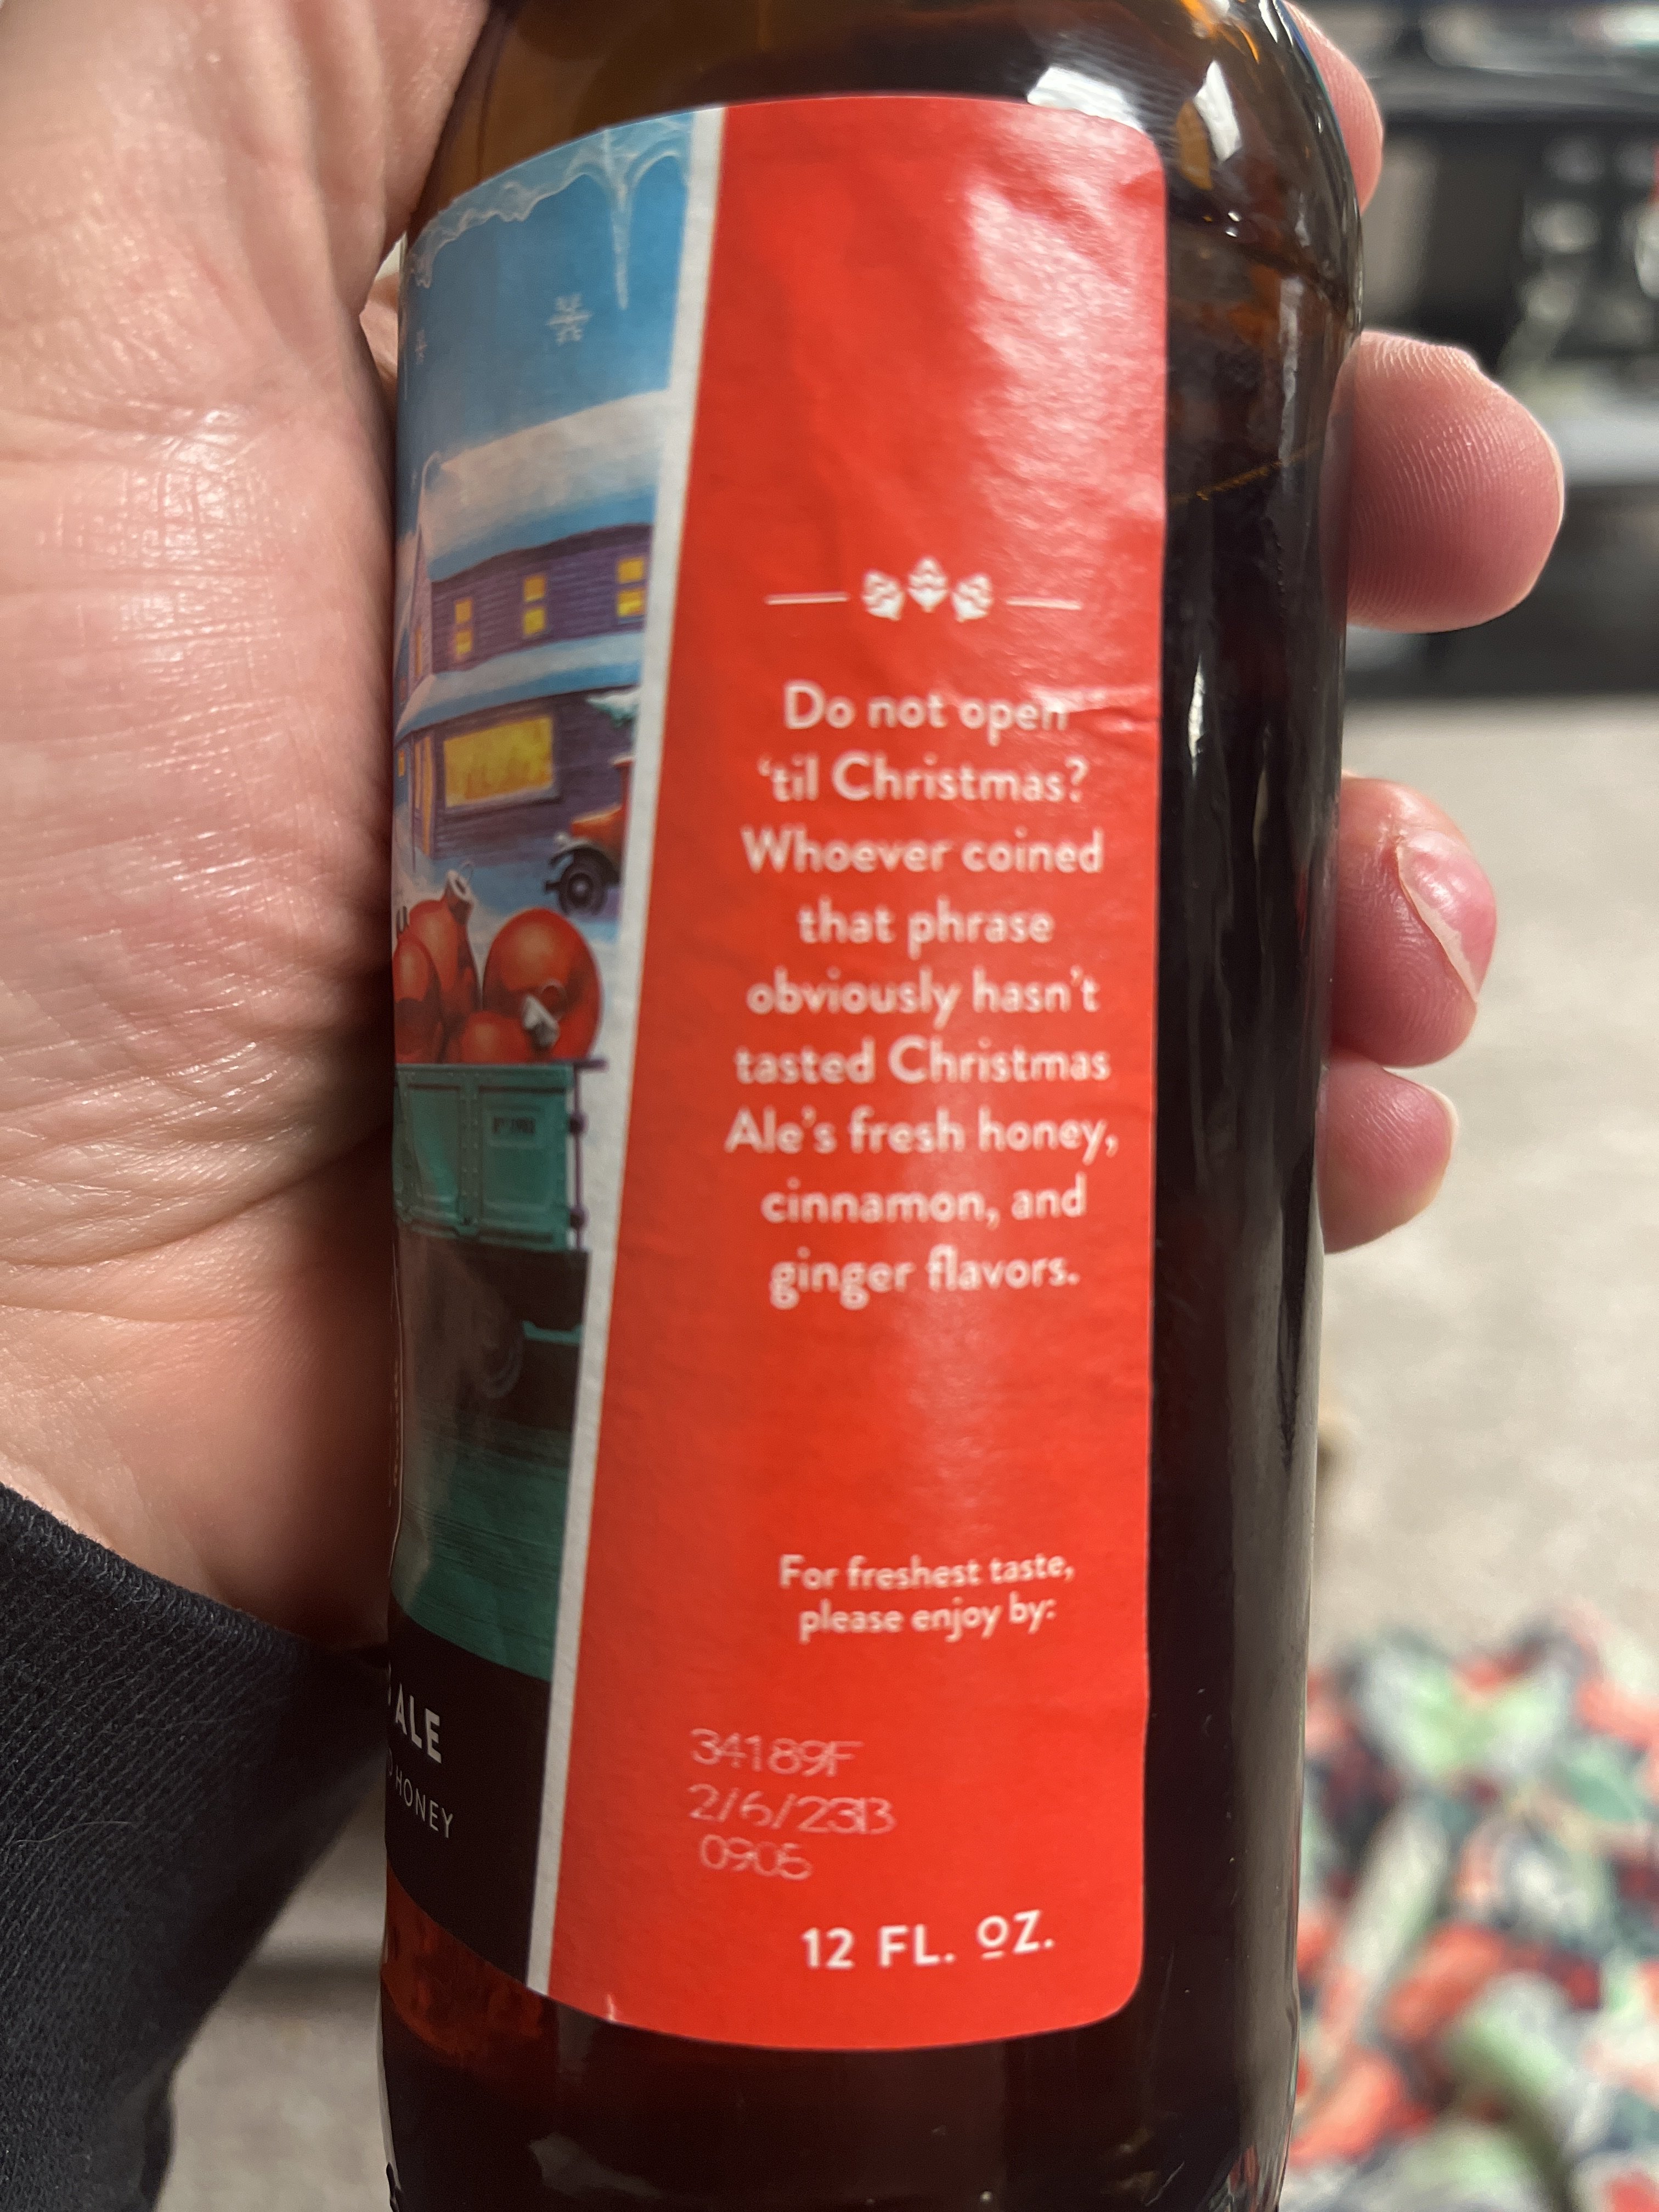 Do not open
‘til Christmas?
Whoever coined
that phrase
obviously hasn’t
tasted Christmas
Ale’s fresh honey,
cinnamon, and
ginger flavors.
For freshest taste,
please enjoy by:
34189F
2/6/23B
0905
12 FL. OZ.
ALE
HONEY